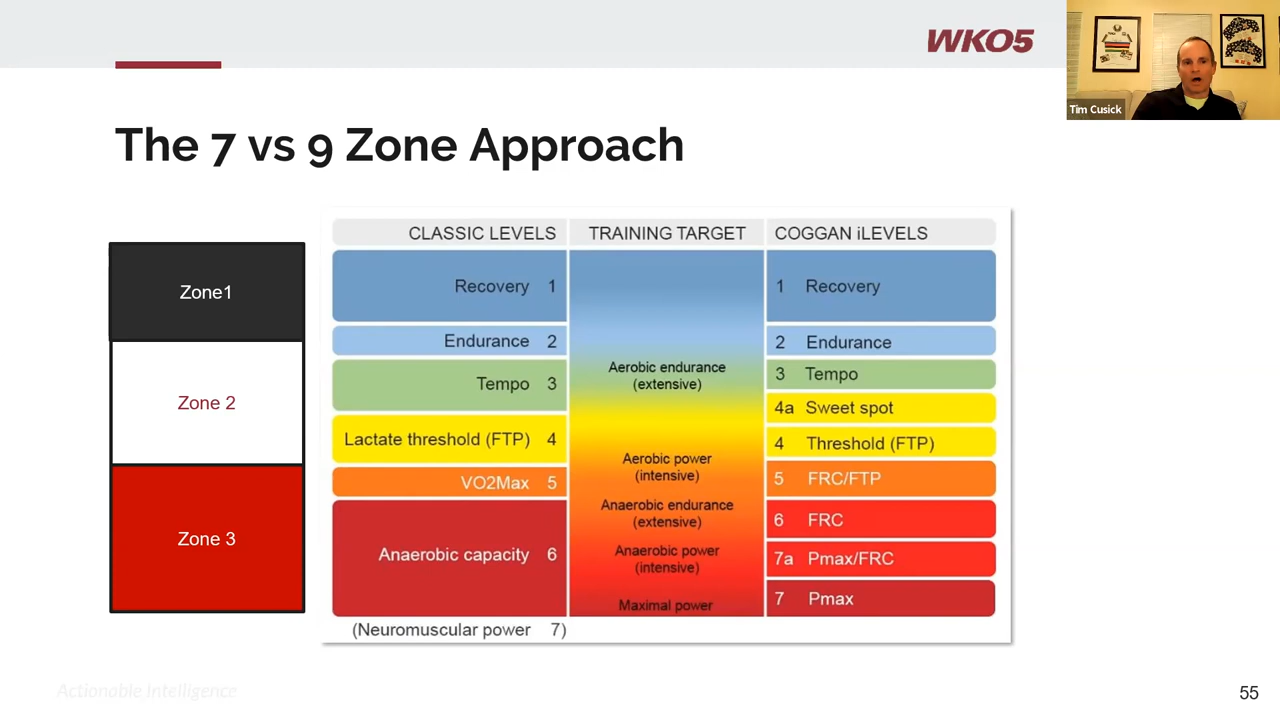 WKO5
Tim Cusick
The 7 vs 9 Zone Approach
Zone1
Zone 2
Zone 3
CLASSIC LEVELS
Recovery 1
Endurance 2
Tempo 3
Lactate threshold (FTP) 4
VO2Max 5
Anaerobic capacity 6
(Neuromuscular power 7)
TRAINING TARGET
Aerobic endurance
(extensive)
Aerobic power
(intensive)
Anaerobic endurance
(extensive)
Anaerobic power
(intensive)
Maximal power
COGGAN iLEVELS
1 Recovery
2 Endurance
3 Tempo
4a Sweet spot
4 Threshold (FTP)
5 FRC/FTP
6 FRC
7a Pmax/FRC
7 Pmax
Actionable Intelligence
55